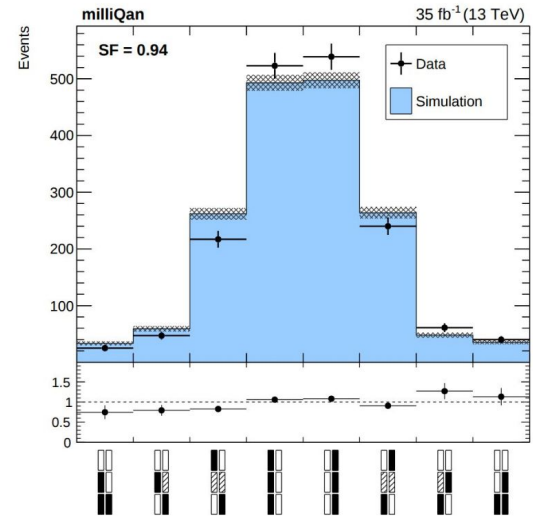 milliQan 35 fb⁻¹ (13 TeV)
Events
SF = 0.94
Data
Simulation
500
400
300
200
100
1.5
1
0.5
0